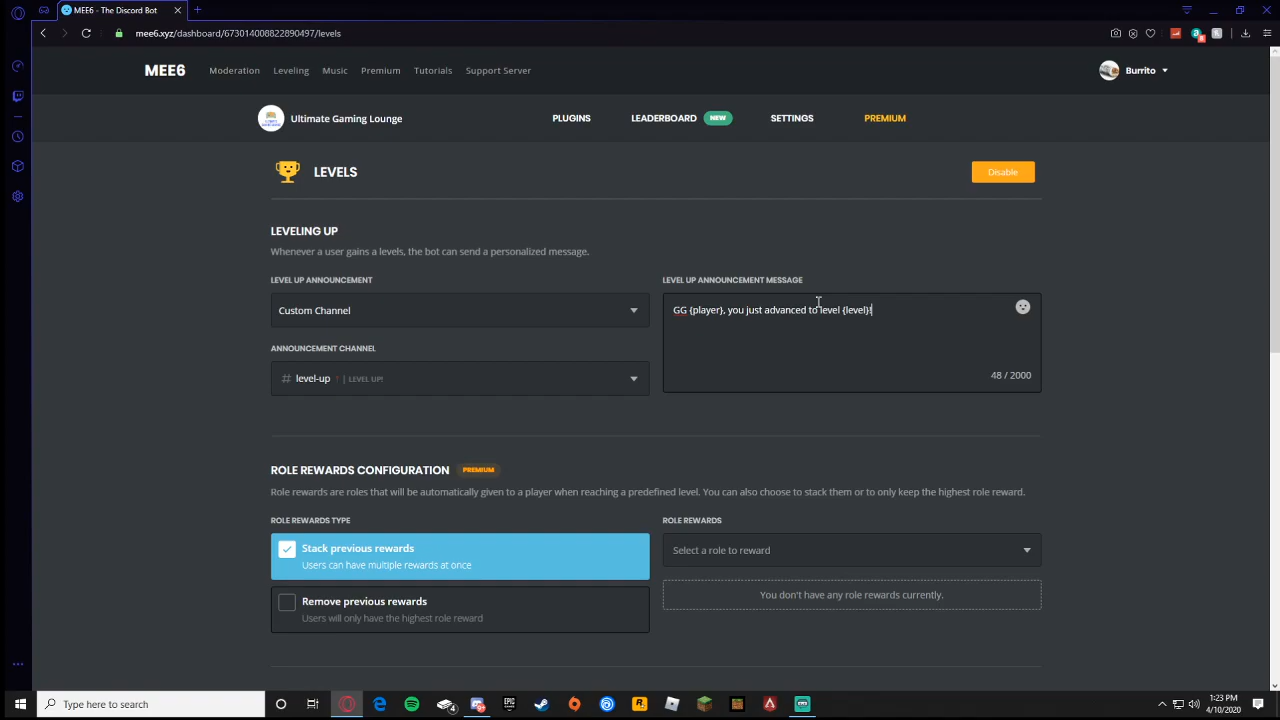 MEE6 - The Discord Bot
mee6.xyz/dashboard/673014008822890497/levels
MEE6 Moderation Leveling Music Premium Tutorials Support Server Burrito
Ultimate Gaming Lounge PLUGINS LEADERBOARD NEW SETTINGS PREMIUM
LEVELS Disable
LEVELING UP
Whenever a user gains a levels, the bot can send a personalized message.
LEVEL UP ANNOUNCEMENT
Custom Channel
ANNOUNCEMENT CHANNEL
# level-up | LEVEL UP!
LEVEL UP ANNOUNCEMENT MESSAGE
GG {player}, you just advanced to level {level}!
48 / 2000
ROLE REWARDS CONFIGURATION PREMIUM
Role rewards are roles that will be automatically given to a player when reaching a predefined level. You can also choose to stack them or to only keep the highest role reward.
ROLE REWARDS TYPE
Stack previous rewards
Users can have multiple rewards at once
Remove previous rewards
Users will only have the highest role reward
ROLE REWARDS
Select a role to reward
You don't have any role rewards currently.
Type here to search
1:23 PM
4/10/2020